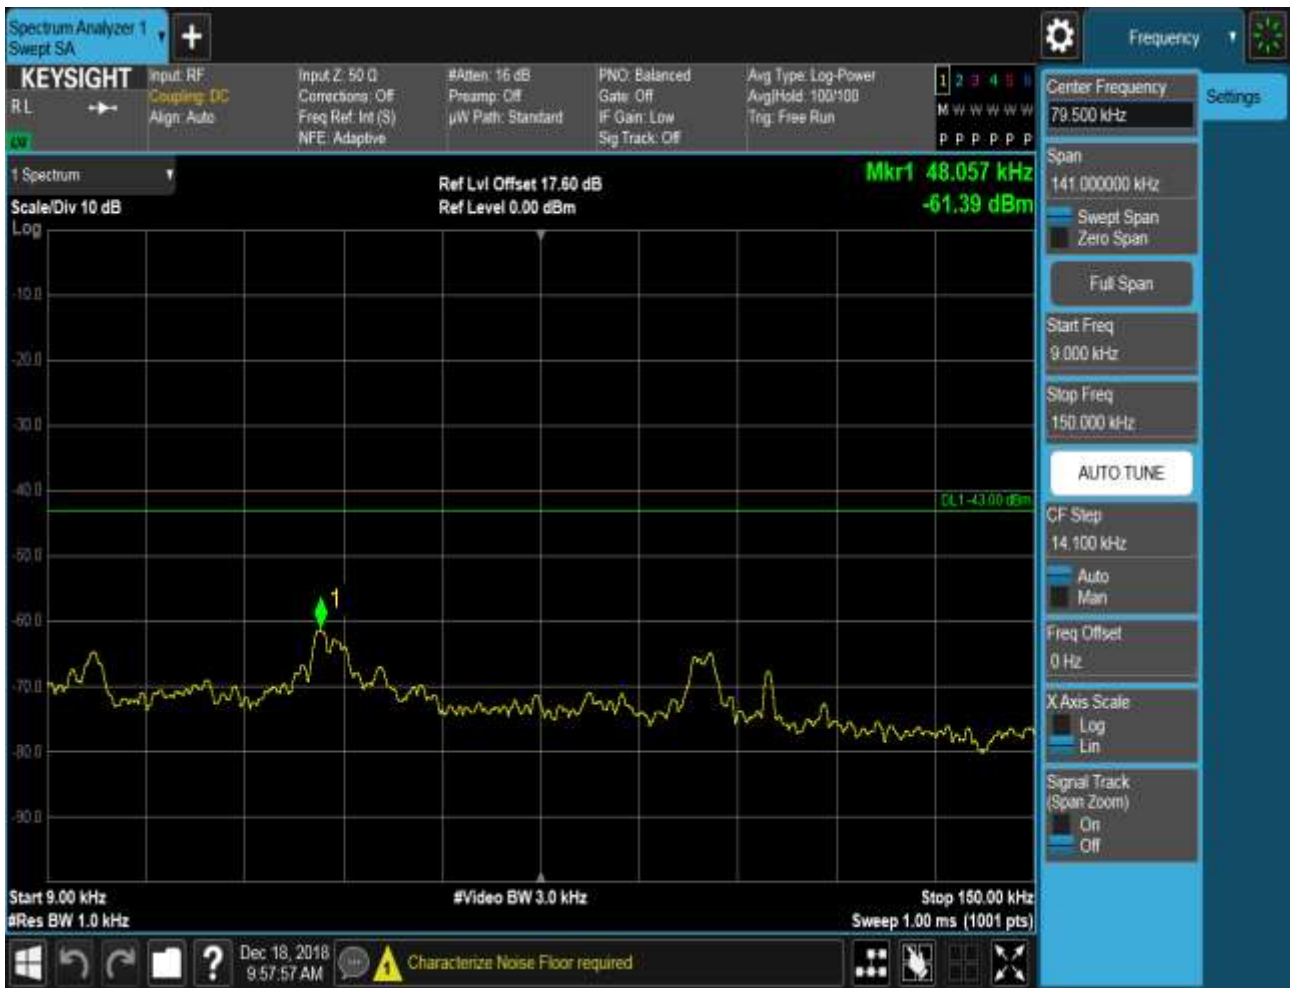 Spectrum Analyzer 1
Swept SA
Frequency
KEYSIGHT
R L
Input: RF
Coupling: DC
Align: Auto
Input Z: 50 Ω
Corrections: Off
Freq Ref: Int (S)
NFE: Adaptive
#Atten: 16 dB
Preamp: Off
µW Path: Standard
PNO: Balanced
Gate: Off
IF Gain: Low
Sig Track: Off
Avg Type: Log-Power
Avg|Hold: 100/100
Trig: Free Run
1 2 3 4 5 6
M W W W W W
P P P P P P
Center Frequency
79.500 kHz
Settings
Span
141.000000 kHz
Swept Span
Zero Span
Full Span
Start Freq
9.000 kHz
Stop Freq
150.000 kHz
AUTO TUNE
CF Step
14.100 kHz
Auto
Man
Freq Offset
0 Hz
X Axis Scale
Log
Lin
Signal Track
(Span Zoom)
On
Off
1 Spectrum
Scale/Div 10 dB
Log
Ref Lvl Offset 17.60 dB
Ref Level 0.00 dBm
Mkr1 48.057 kHz
-61.39 dBm
-10.0
-20.0
-30.0
-40.0
DL1 -43.00 dBm
-50.0
1
-60.0
-70.0
-80.0
-90.0
Start 9.00 kHz
#Video BW 3.0 kHz
Stop 150.00 kHz
#Res BW 1.0 kHz
Sweep 1.00 ms (1001 pts)
?
Dec 18, 2018
9:57:57 AM
1
Characterize Noise Floor required